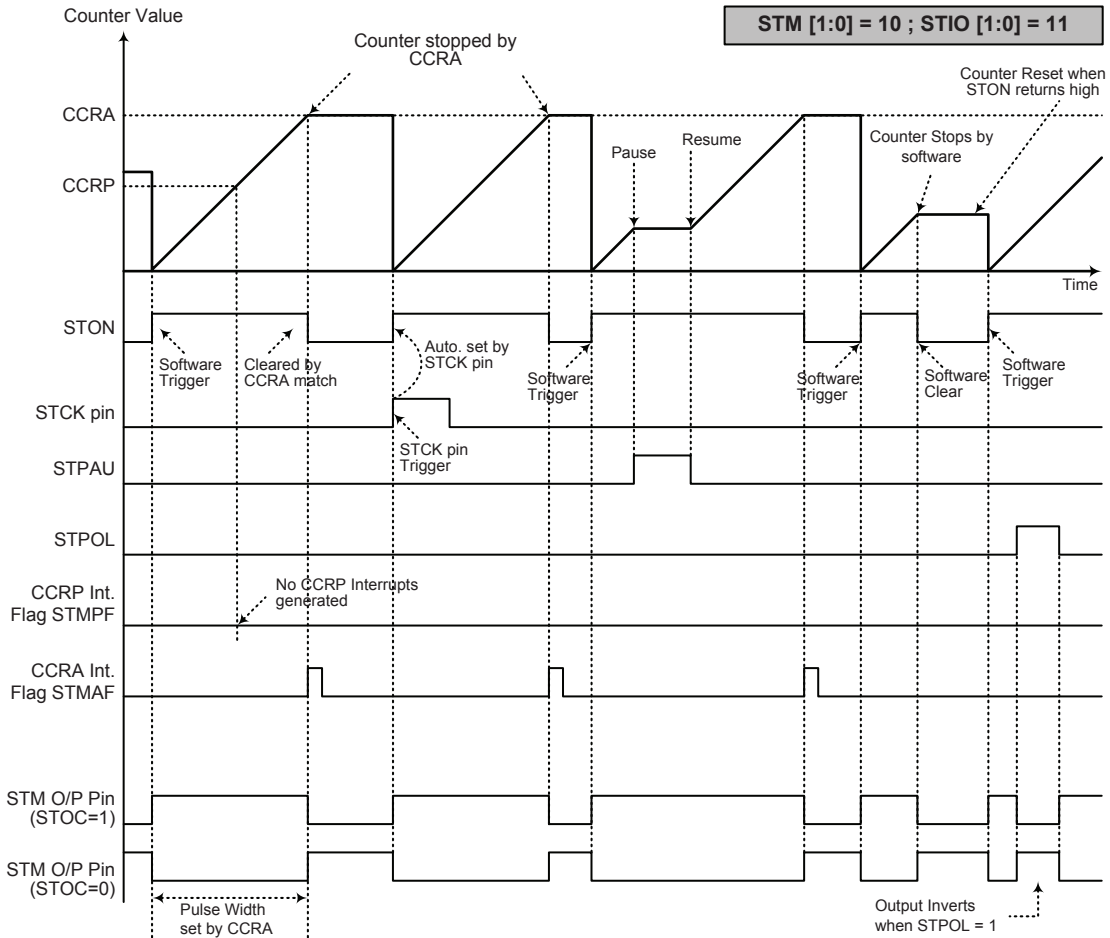 Counter Value
STM [1:0] = 10 ; STIO [1:0] = 11
Counter stopped by
CCRA
Counter Reset when
STON returns high
CCRA
Pause
Resume
Counter Stops by
software
CCRP
Time
STON
Software
Trigger
Cleared by
CCRA match
Auto. set by
STCK pin
Software
Trigger
Software
Trigger
Software
Clear
Software
Trigger
STCK pin
STCK pin
Trigger
STPAU
STPOL
CCRP Int.
Flag STMPF
No CCRP Interrupts
generated
CCRA Int.
Flag STMAF
STM O/P Pin
(STOC=1)
STM O/P Pin
(STOC=0)
Pulse Width
set by CCRA
Output Inverts
when STPOL = 1